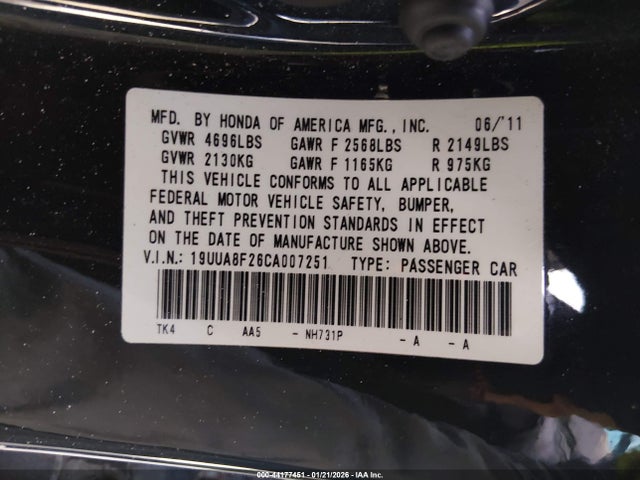 MFD. BY HONDA OF AMERICA MFG., INC. 06/'11
GVWR 4696LBS GAWR F 2568LBS R 2149LBS
GVWR 2130KG GAWR F 1165KG R 975KG
THIS VEHICLE CONFORMS TO ALL APPLICABLE
FEDERAL MOTOR VEHICLE SAFETY, BUMPER,
AND THEFT PREVENTION STANDARDS IN EFFECT
ON THE DATE OF MANUFACTURE SHOWN ABOVE.
V.I.N.: 19UUA8F26CA007251 TYPE: PASSENGER CAR
TK4 C AA5 - NH731P - A - A
000-44177451 - 01/21/2026 - IAA Inc.